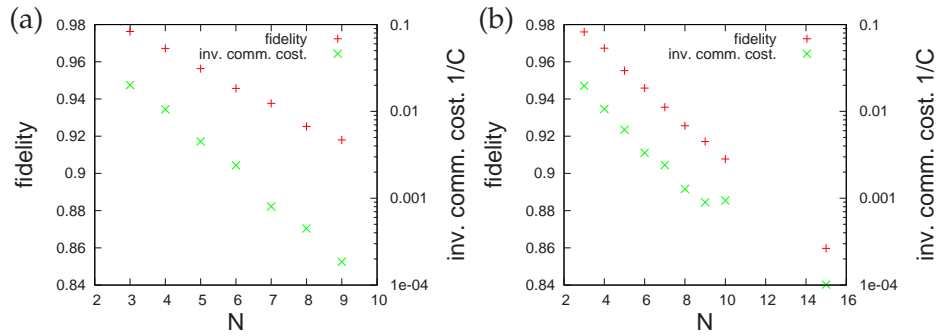 (a)
fidelity
inv. comm. cost.
0.98
0.96
0.94
0.92
0.9
0.88
0.86
0.84
fidelity
0.1
0.01
0.001
1e-04
inv. comm. cost. 1/C
2 3 4 5 6 7 8 9 10
N
(b)
fidelity
inv. comm. cost.
0.98
0.96
0.94
0.92
0.9
0.88
0.86
0.84
fidelity
0.1
0.01
0.001
1e-04
inv. comm. cost. 1/C
2 4 6 8 10 12 14 16
N